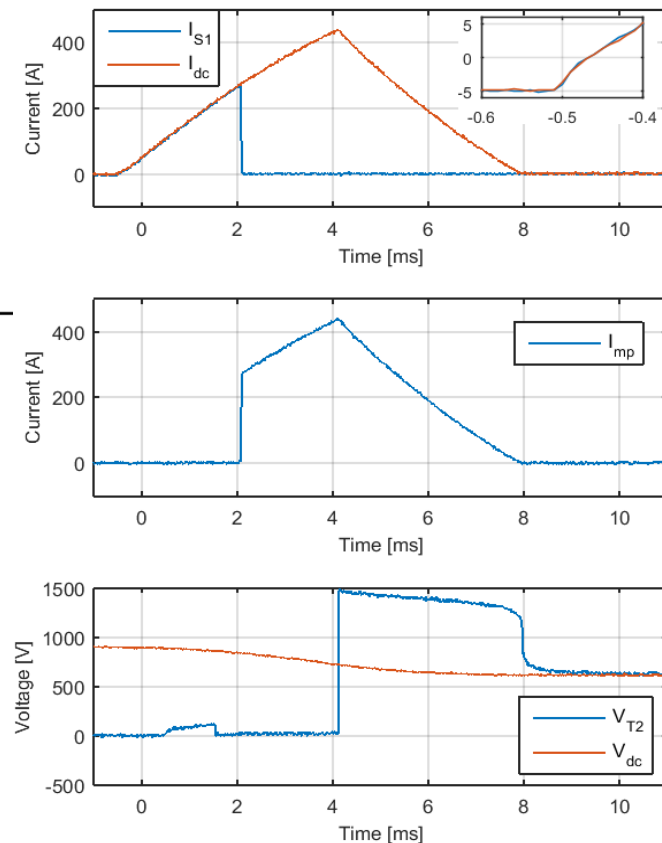 I_S1
I_dc
Current [A]
400
200
0
5
0
-5
-0.6 -0.5 -0.4
0 2 4 6 8 10
Time [ms]
I_mp
Current [A]
400
200
0
0 2 4 6 8 10
Time [ms]
Voltage [V]
1500
1000
500
0
-500
V_T2
V_dc
0 2 4 6 8 10
Time [ms]